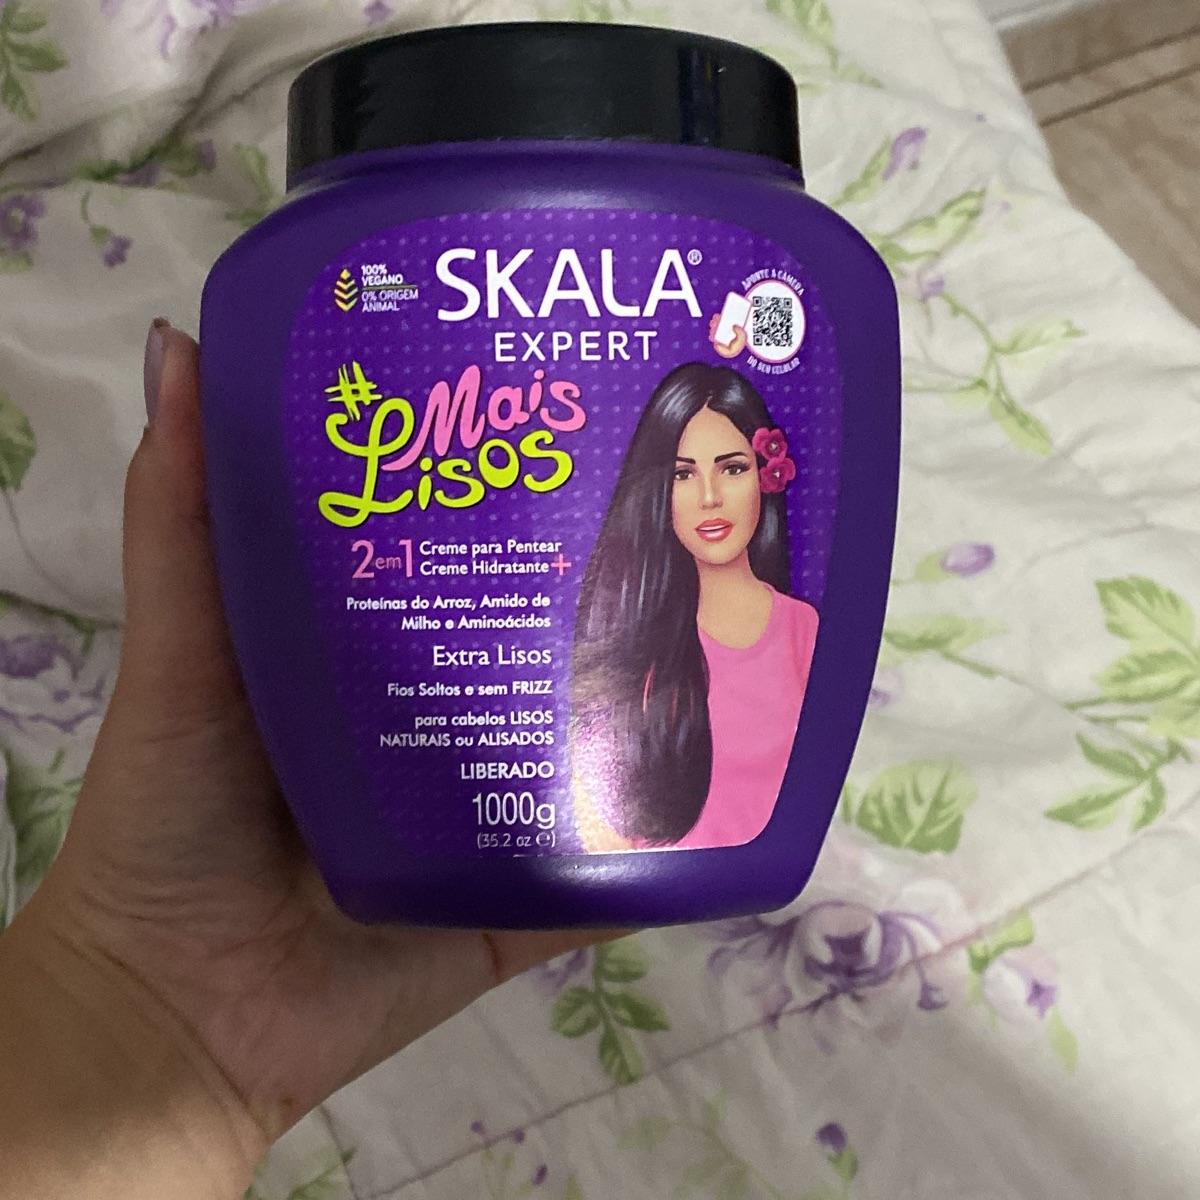 100%
VEGANO
0% ORIGEM
ANIMAL
SKALA®
EXPERT
APONTE A CÂMERA
DO SEU CELULAR
#Mais
Lisos
2em1 Creme para Pentear
Creme Hidratante +
Proteínas do Arroz, Amido de
Milho e Aminoácidos
Extra Lisos
Fios Soltos e sem FRIZZ
para cabelos LISOS
NATURAIS ou ALISADOS
LIBERADO
1000g
(35.2 oz ℮)